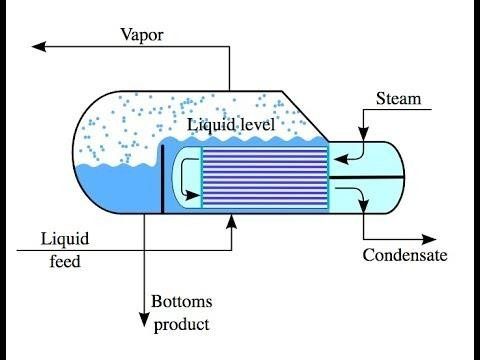 Vapor
Steam
Liquid level
Liquid
feed
Condensate
Bottoms
product